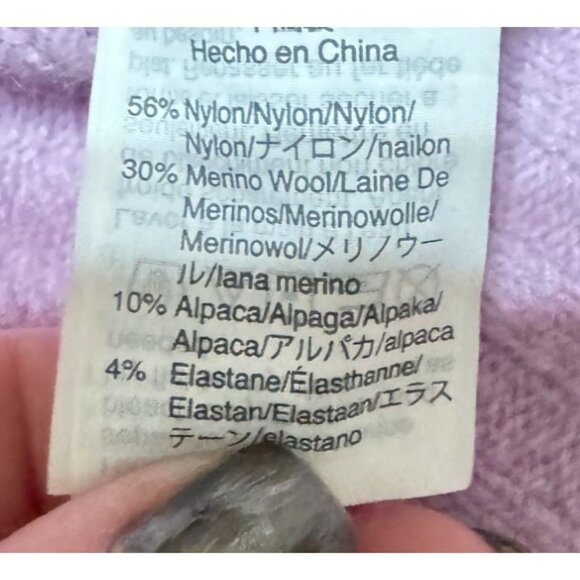 Hecho en China
56% Nylon/Nylon/Nylon/
Nylon/ナイロン/nailon
30% Merino Wool/Laine De
Merinos/Merinowolle/
Merinowol/メリノウー
ル/lana merino
10% Alpaca/Alpaga/Alpaka/
Alpaca/アルパカ/alpaca
4% Elastane/Élasthanne/
Elastan/Elastaan/エラス
テーン/elastano